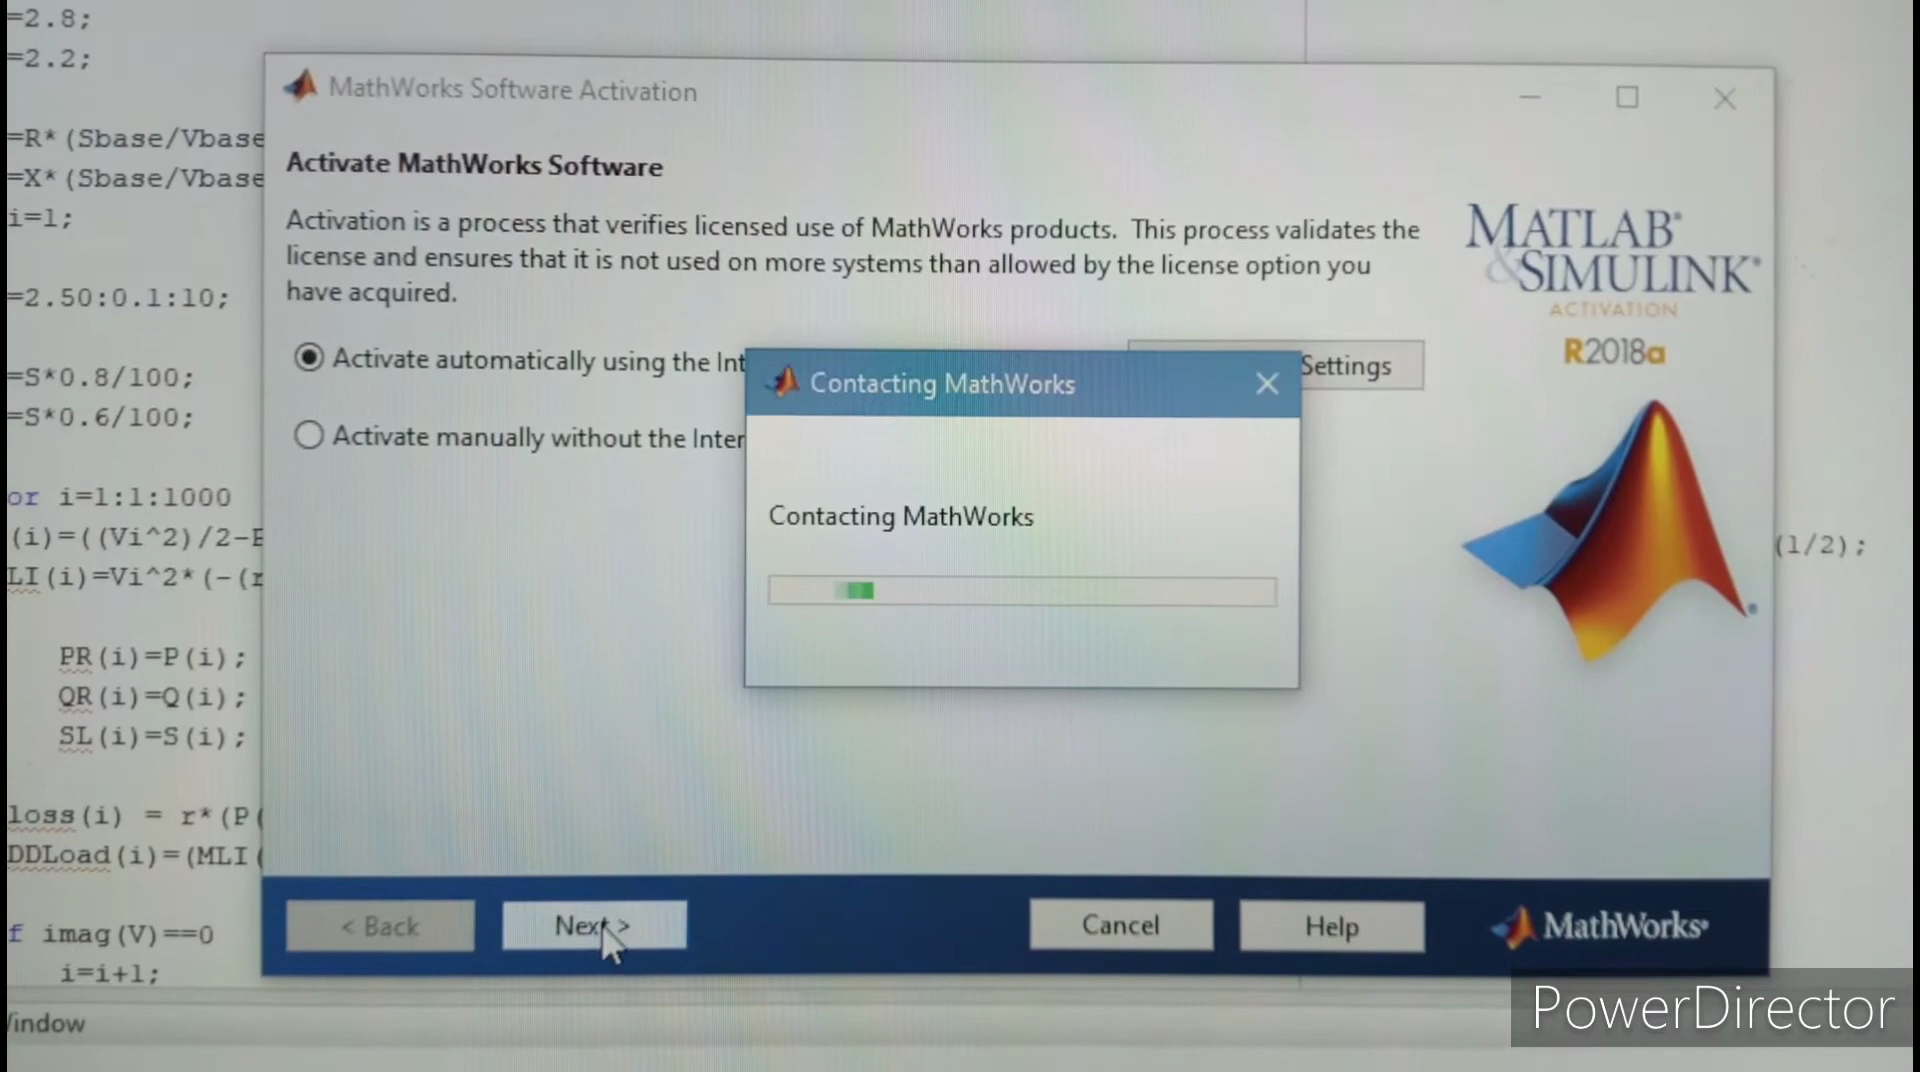 =2.8;
=2.2;
=R*(Sbase/Vbase
=X*(Sbase/Vbase
i=1;
=2.50:0.1:10;
=S*0.8/100;
=S*0.6/100;
or i=1:1:1000
(i)=((Vi^2)/2-
(1/2);
LI(i)=Vi^2*(-(r
PR(i)=P(i);
QR(i)=Q(i);
SL(i)=S(i);
loss(i) = r*(P(
DDLoad(i)=(MLI(
f imag(V)==0
i=i+1;
indow
MathWorks Software Activation
Activate MathWorks Software
Activation is a process that verifies licensed use of MathWorks products. This process validates the
license and ensures that it is not used on more systems than allowed by the license option you
have acquired.
Activate automatically using the Int
Settings
Activate manually without the Inter
Contacting MathWorks
Contacting MathWorks
MATLAB®
&SIMULINK®
ACTIVATION
R2018a
< Back
Next >
Cancel
Help
MathWorks®
PowerDirector